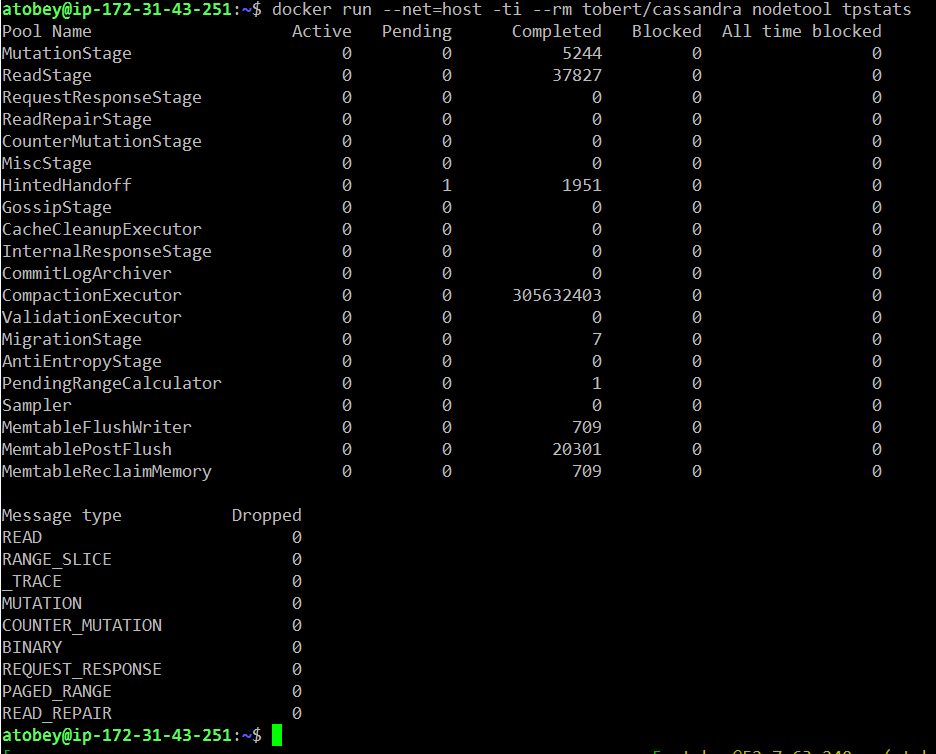 atobey@ip-172-31-43-251:~$ docker run --net=host -ti --rm tobert/cassandra nodetool tpstats
Pool Name Active Pending Completed Blocked All time blocked
MutationStage 0 0 5244 0 0
ReadStage 0 0 37827 0 0
RequestResponseStage 0 0 0 0 0
ReadRepairStage 0 0 0 0 0
CounterMutationStage 0 0 0 0 0
MiscStage 0 0 0 0 0
HintedHandoff 0 1 1951 0 0
GossipStage 0 0 0 0 0
CacheCleanupExecutor 0 0 0 0 0
InternalResponseStage 0 0 0 0 0
CommitLogArchiver 0 0 0 0 0
CompactionExecutor 0 0 305632403 0 0
ValidationExecutor 0 0 0 0 0
MigrationStage 0 0 7 0 0
AntiEntropyStage 0 0 0 0 0
PendingRangeCalculator 0 0 1 0 0
Sampler 0 0 0 0 0
MemtableFlushWriter 0 0 709 0 0
MemtablePostFlush 0 0 20301 0 0
MemtableReclaimMemory 0 0 709 0 0
Message type Dropped
READ 0
RANGE_SLICE 0
_TRACE 0
MUTATION 0
COUNTER_MUTATION 0
BINARY 0
REQUEST_RESPONSE 0
PAGED_RANGE 0
READ_REPAIR 0
atobey@ip-172-31-43-251:~$